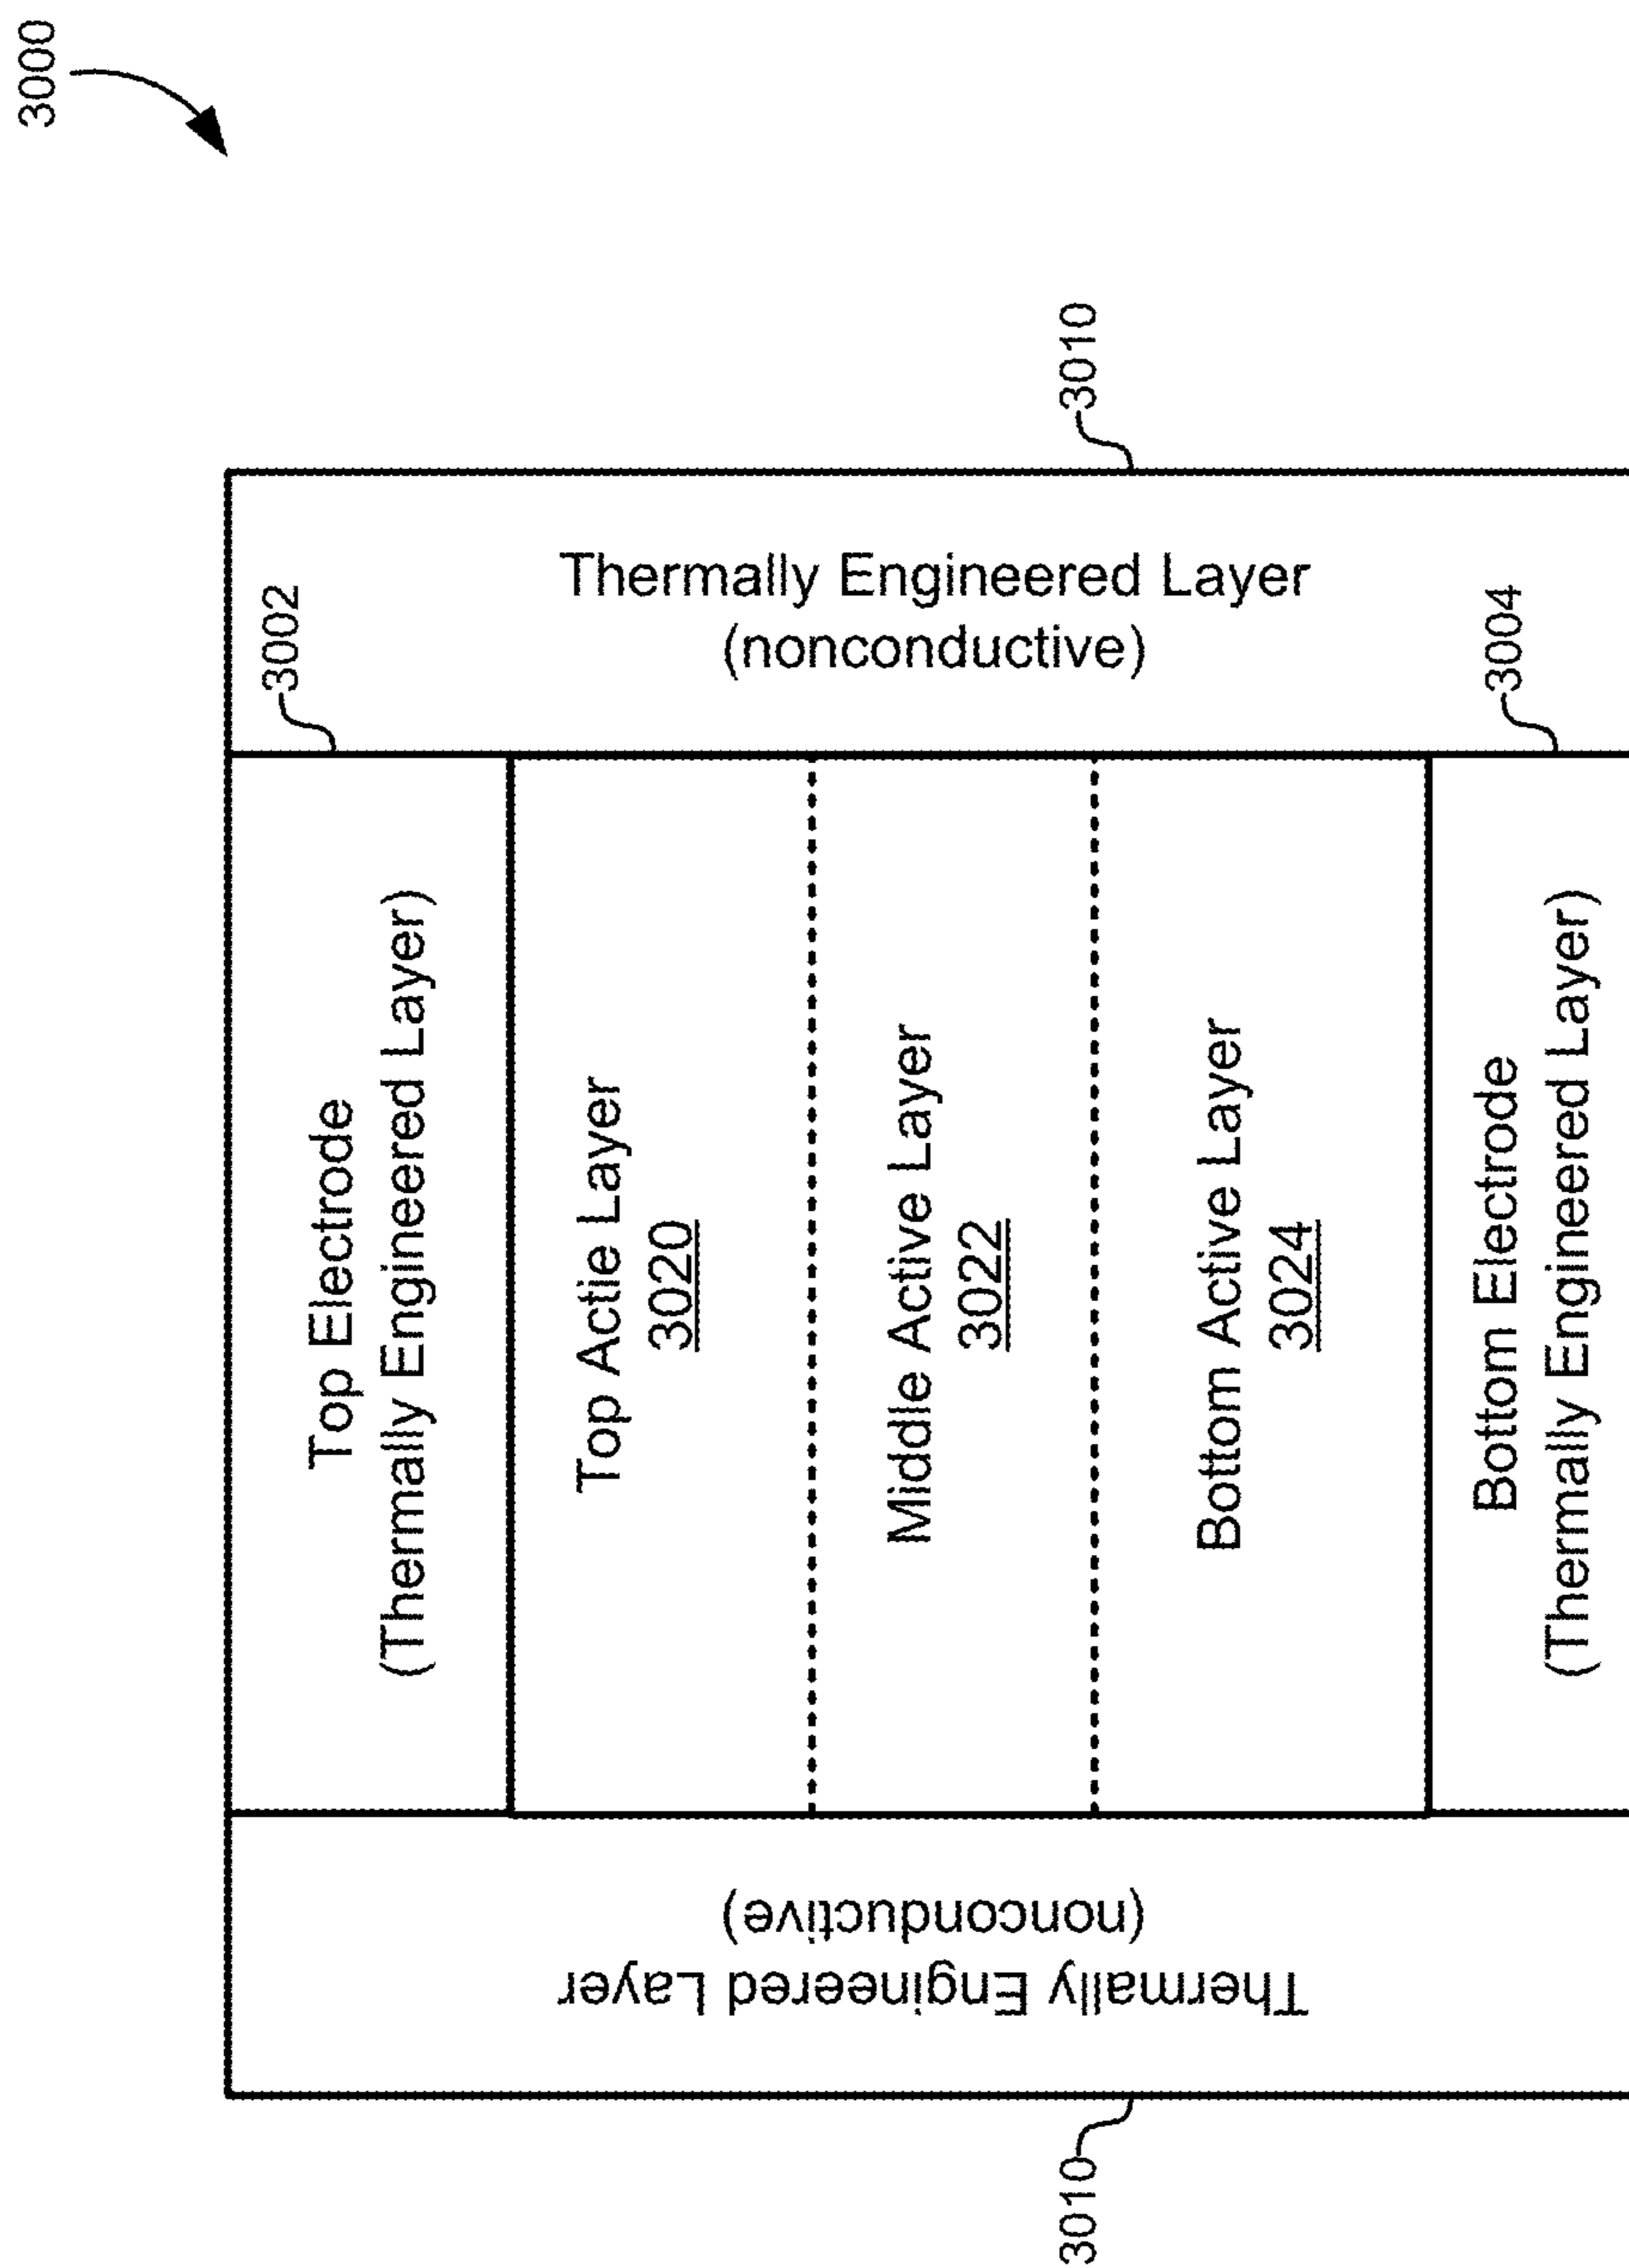 3000
3010
Thermally Engineered Layer
(nonconductive)
3002
Top Electrode
(Thermally Engineered Layer)
Top Actie Layer
3020
Middle Active Layer
3022
Bottom Active Layer
3024
3004
Bottom Electrode
(Thermally Engineered Layer)
Thermally Engineered Layer
(nonconductive)
3010